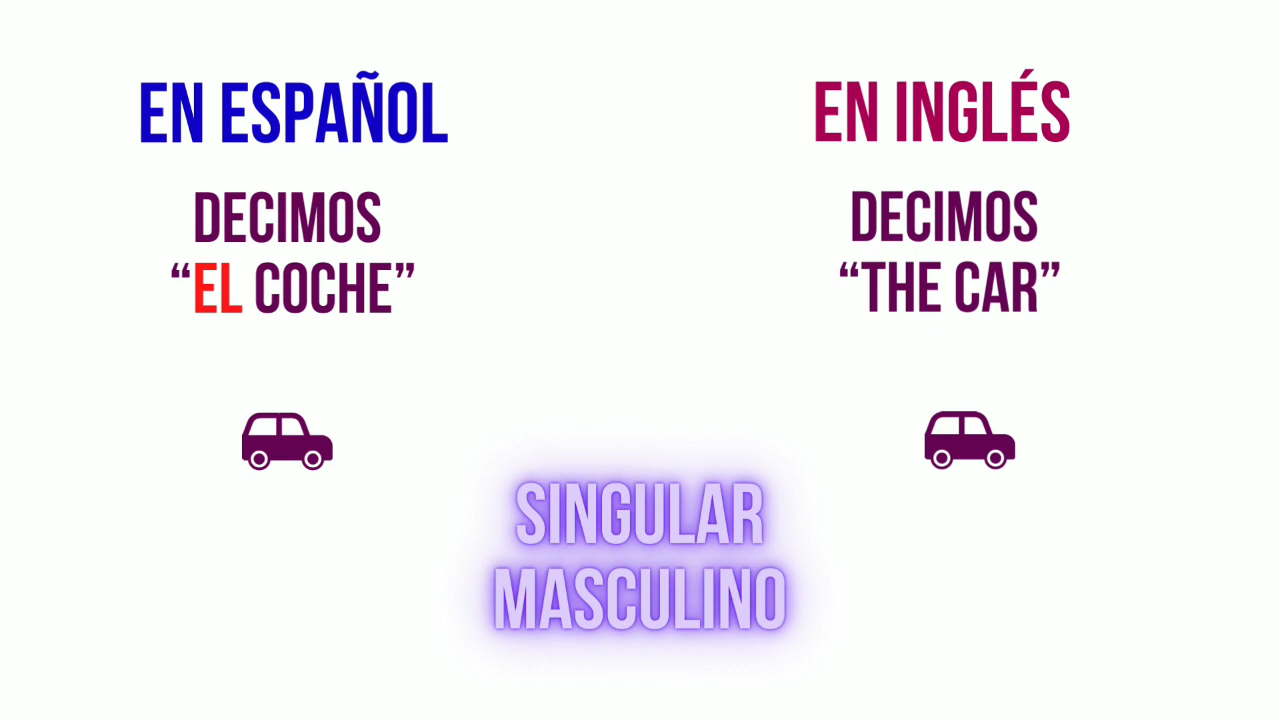 EN ESPAÑOL
DECIMOS
“EL COCHE”
EN INGLÉS
DECIMOS
“THE CAR”
SINGULAR
MASCULINO